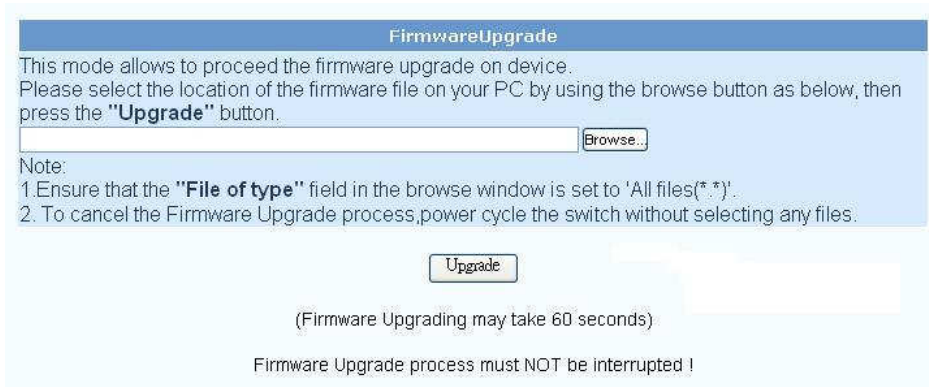 FirmwareUpgrade
This mode allows to proceed the firmware upgrade on device.
Please select the location of the firmware file on your PC by using the browse button as below, then
press the "Upgrade" button.
Browse...
Note:
1.Ensure that the "File of type" field in the browse window is set to 'All files(*.*)'.
2. To cancel the Firmware Upgrade process,power cycle the switch without selecting any files.
Upgrade
(Firmware Upgrading may take 60 seconds)
Firmware Upgrade process must NOT be interrupted !